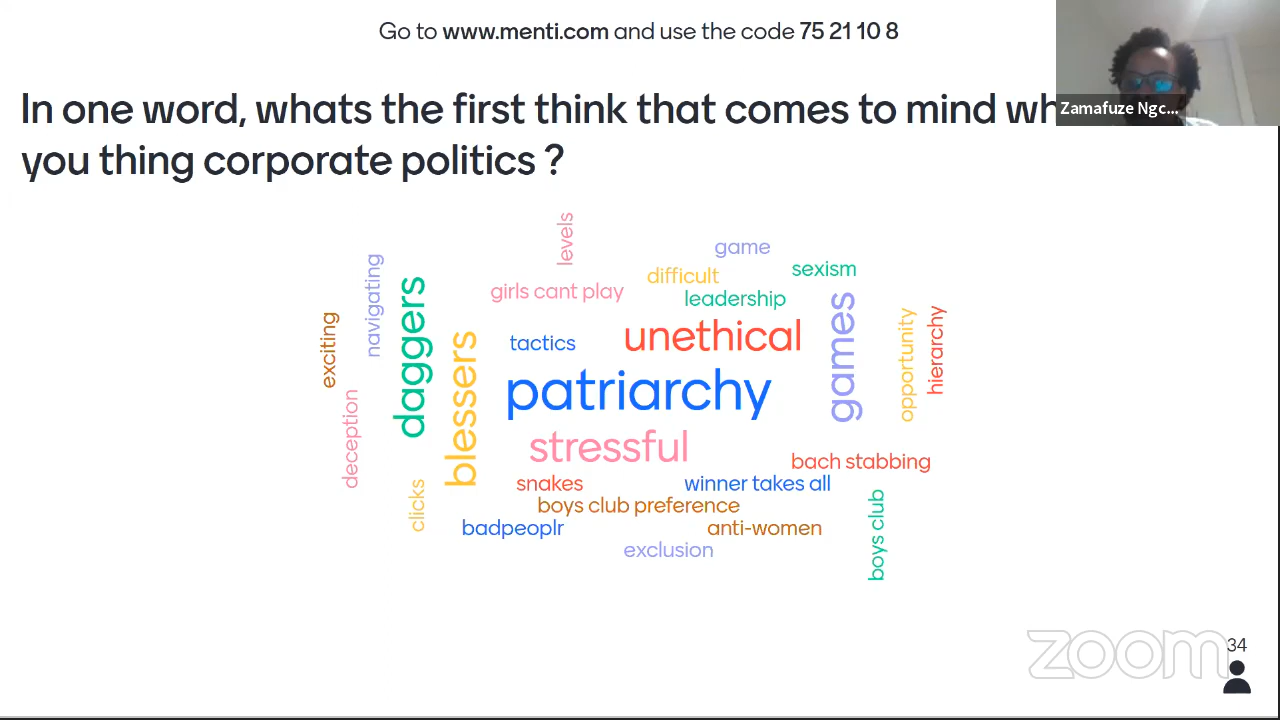 Go to www.menti.com and use the code 75 21 10 8
In one word, whats the first think that comes to mind wh
you thing corporate politics ?
Zamafuze Ngc...
levels
game
navigating
difficult
sexism
daggers
girls cant play
leadership
games
exciting
blessers
tactics
unethical
opportunity
hierarchy
patriarchy
deception
stressful
bach stabbing
clicks
snakes
winner takes all
boys club preference
boys club
badpeoplr
anti-women
exclusion
zoom
34